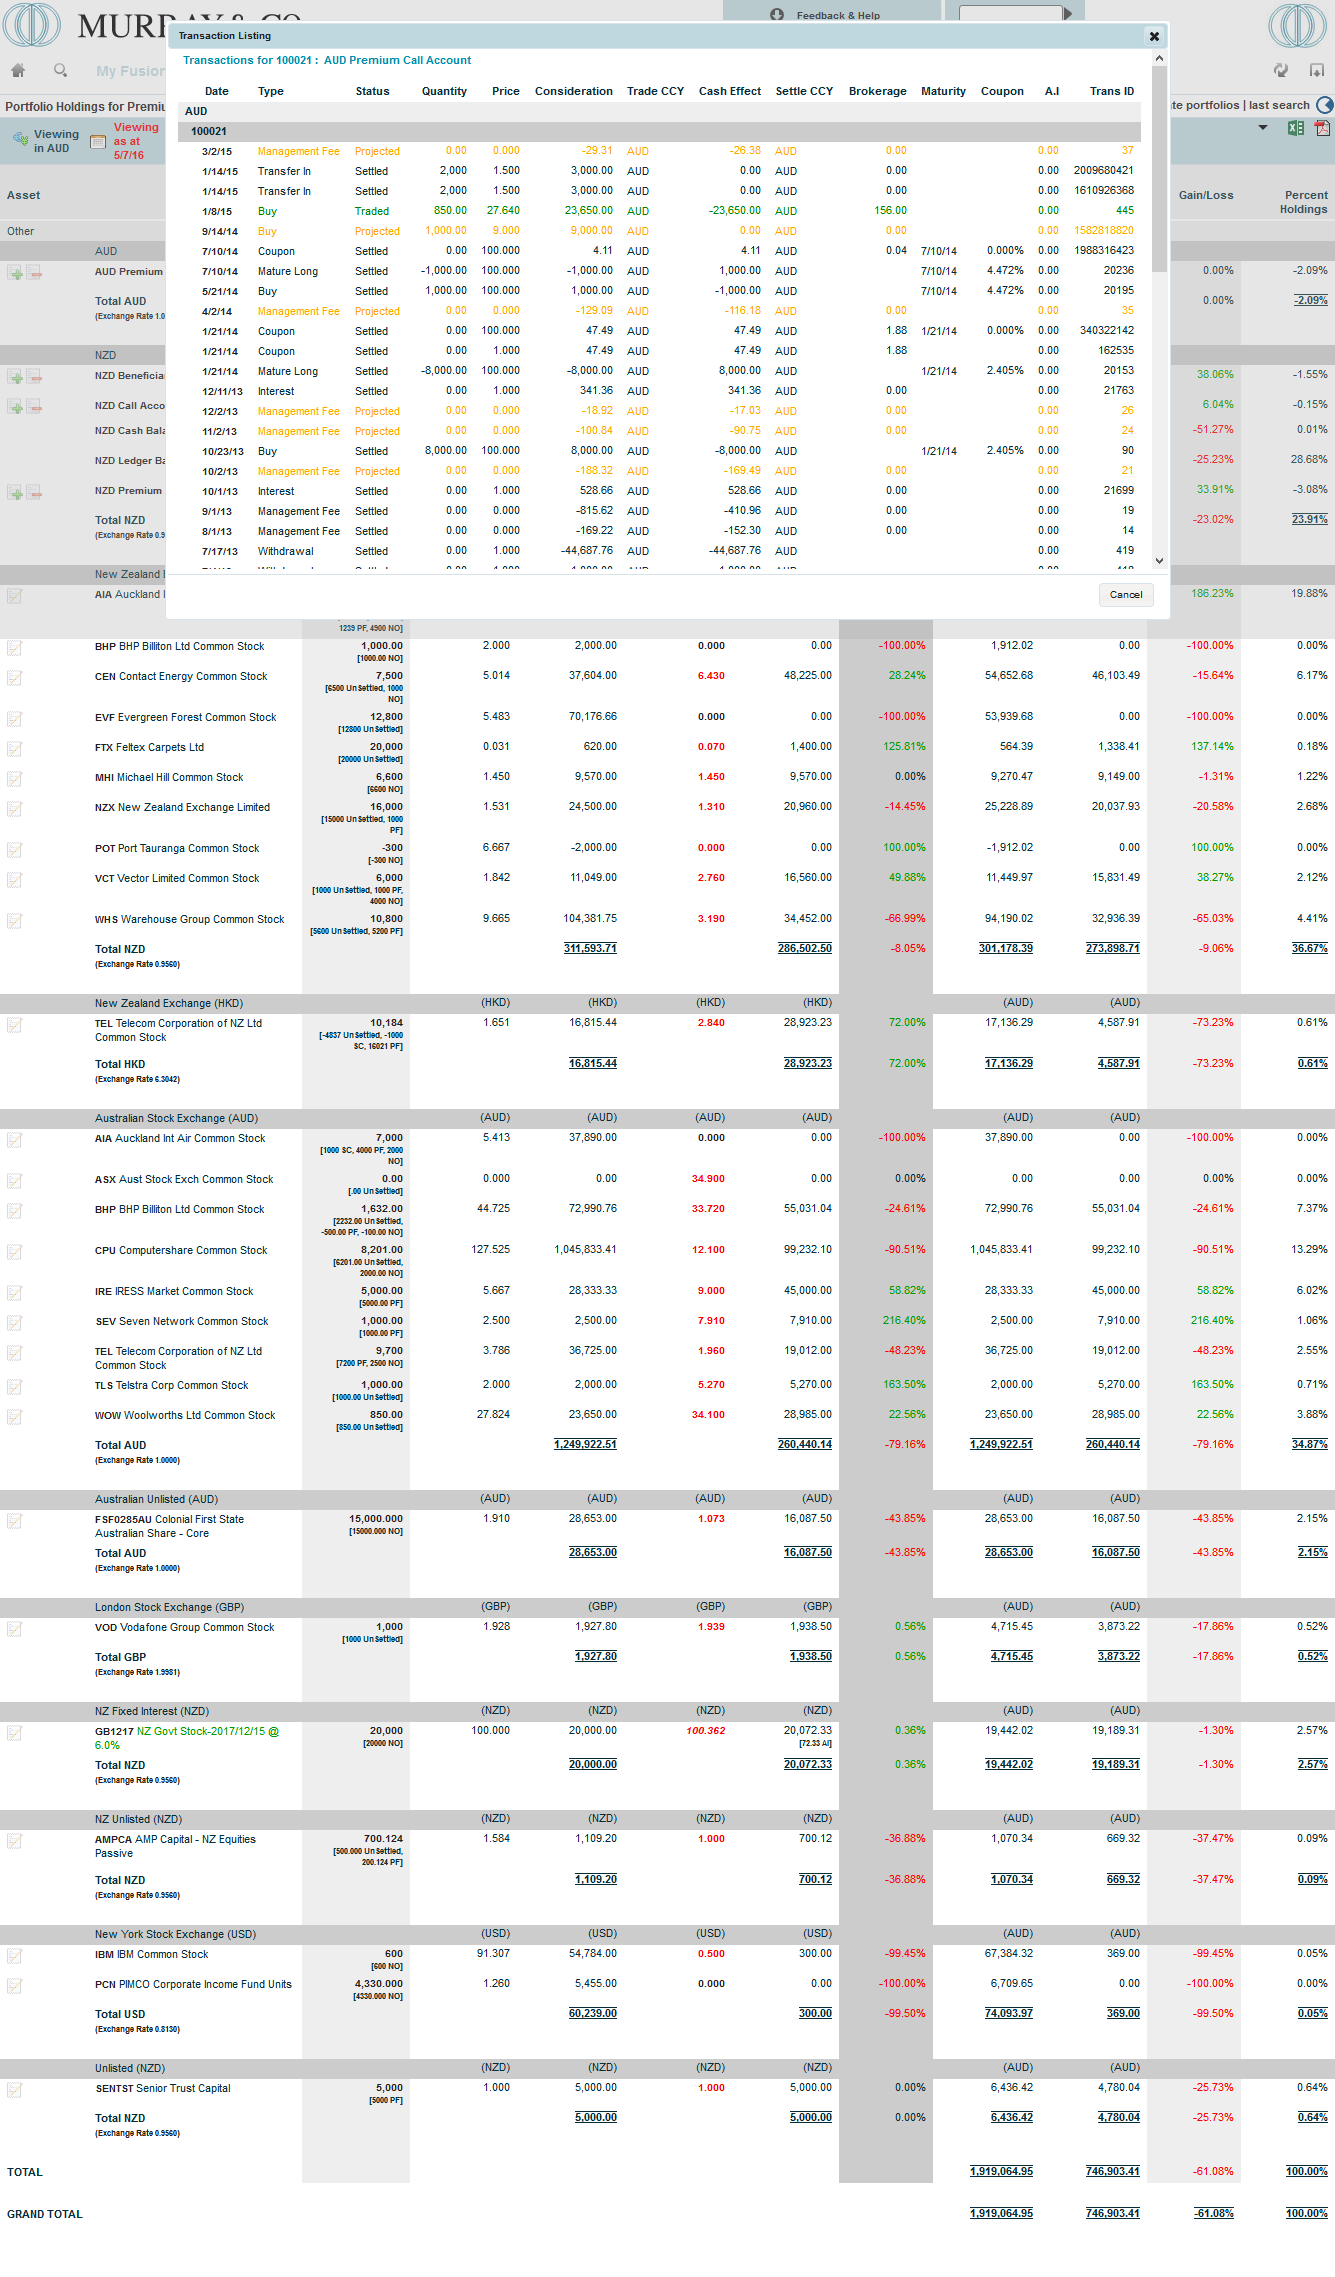 MURRAY & CO
Feedback & Help
My Fusion
Transaction Listing
Transactions for 100021 : AUD Premium Call Account
Date Type Status Quantity Price Consideration Trade CCY Cash Effect Settle CCY Brokerage Maturity Coupon A.I Trans ID
AUD
100021
3/2/15 Management Fee Projected 0.00 0.000 -29.31 AUD -26.38 AUD 0.00 0.00 37
1/14/15 Transfer In Settled 2,000 1.500 3,000.00 AUD 0.00 AUD 0.00 0.00 2009680421
1/14/15 Transfer In Settled 2,000 1.500 3,000.00 AUD 0.00 AUD 0.00 0.00 1610926368
1/8/15 Buy Traded 850.00 27.640 23,650.00 AUD -23,650.00 AUD 156.00 0.00 445
9/14/14 Buy Projected 1,000.00 9.000 9,000.00 AUD 0.00 AUD 0.00 0.00 1582818820
7/10/14 Coupon Settled 0.00 100.000 4.11 AUD 4.11 AUD 0.04 7/10/14 0.000% 0.00 1988316423
7/10/14 Mature Long Settled -1,000.00 100.000 -1,000.00 AUD 1,000.00 AUD 7/10/14 4.472% 0.00 20236
5/21/14 Buy Settled 1,000.00 100.000 1,000.00 AUD -1,000.00 AUD 7/10/14 4.472% 0.00 20195
4/2/14 Management Fee Projected 0.00 0.000 -129.09 AUD -116.18 AUD 0.00 0.00 35
1/21/14 Coupon Settled 0.00 100.000 47.49 AUD 47.49 AUD 1.88 1/21/14 0.000% 0.00 340322142
1/21/14 Coupon Settled 0.00 1.000 47.49 AUD 47.49 AUD 1.88 0.00 162535
1/21/14 Mature Long Settled -8,000.00 100.000 -8,000.00 AUD 8,000.00 AUD 1/21/14 2.405% 0.00 20153
12/11/13 Interest Settled 0.00 1.000 341.36 AUD 341.36 AUD 0.00 0.00 21763
12/2/13 Management Fee Projected 0.00 0.000 -18.92 AUD -17.03 AUD 0.00 0.00 26
11/2/13 Management Fee Projected 0.00 0.000 -100.84 AUD -90.75 AUD 0.00 0.00 24
10/23/13 Buy Settled 8,000.00 100.000 8,000.00 AUD -8,000.00 AUD 1/21/14 2.405% 0.00 90
10/2/13 Management Fee Projected 0.00 0.000 -188.32 AUD -169.49 AUD 0.00 0.00 21
10/1/13 Interest Settled 0.00 1.000 528.66 AUD 528.66 AUD 0.00 0.00 21699
9/1/13 Management Fee Settled 0.00 0.000 -815.62 AUD -410.96 AUD 0.00 0.00 19
8/1/13 Management Fee Settled 0.00 0.000 -169.22 AUD -152.30 AUD 0.00 0.00 14
7/17/13 Withdrawal Settled 0.00 1.000 -44,687.76 AUD -44,687.76 AUD 0.00 419
Cancel
Portfolio Holdings for Premiu te portfolios | last search
Viewing in AUD
Viewing as at 5/7/16
Asset Gain/Loss Percent
Holdings
Other
AUD
AUD Premium 0.00% -2.09%
Total AUD 0.00% -2.09%
(Exchange Rate 1.0
NZD
NZD Beneficia 38.06% -1.55%
NZD Call Acco 6.04% -0.15%
NZD Cash Bala -51.27% 0.01%
NZD Ledger Ba -25.23% 28.68%
NZD Premium 33.91% -3.08%
Total NZD -23.02% 23.91%
(Exchange Rate 0.9
New Zealand
AIA Auckland I 186.23% 19.88%
1239 PF, 4900 NO]
BHP BHP Billiton Ltd Common Stock 1,000.00 2.000 2,000.00 0.000 0.00 -100.00% 1,912.02 0.00 -100.00% 0.00%
[1000.00 NO]
CEN Contact Energy Common Stock 7,500 5.014 37,604.00 6.430 48,225.00 28.24% 54,652.68 46,103.49 -15.64% 6.17%
[6500 UnSettled, 1000
NO]
EVF Evergreen Forest Common Stock 12,800 5.483 70,176.66 0.000 0.00 -100.00% 53,939.68 0.00 -100.00% 0.00%
[12800 UnSettled]
FTX Feltex Carpets Ltd 20,000 0.031 620.00 0.070 1,400.00 125.81% 564.39 1,338.41 137.14% 0.18%
[20000 UnSettled]
MHI Michael Hill Common Stock 6,600 1.450 9,570.00 1.450 9,570.00 0.00% 9,270.47 9,149.00 -1.31% 1.22%
[6600 NO]
NZX New Zealand Exchange Limited 16,000 1.531 24,500.00 1.310 20,960.00 -14.45% 25,228.89 20,037.93 -20.58% 2.68%
[15000 UnSettled, 1000
PF]
POT Port Tauranga Common Stock -300 6.667 -2,000.00 0.000 0.00 100.00% -1,912.02 0.00 100.00% 0.00%
[-300 NO]
VCT Vector Limited Common Stock 6,000 1.842 11,049.00 2.760 16,560.00 49.88% 11,449.97 15,831.49 38.27% 2.12%
[1000 UnSettled, 1000 PF,
4000 NO]
WHS Warehouse Group Common Stock 10,800 9.665 104,381.75 3.190 34,452.00 -66.99% 94,190.02 32,936.39 -65.03% 4.41%
[5600 UnSettled, 5200 PF]
Total NZD 311,593.71 286,502.50 -8.05% 301,178.39 273,898.71 -9.06% 36.67%
(Exchange Rate 0.9560)
New Zealand Exchange (HKD) (HKD) (HKD) (HKD) (HKD) (AUD) (AUD)
TEL Telecom Corporation of NZ Ltd 10,184 1.651 16,815.44 2.840 28,923.23 72.00% 17,136.29 4,587.91 -73.23% 0.61%
Common Stock [-4837 UnSettled, -1000
SC, 16021 PF]
Total HKD 16,815.44 28,923.23 72.00% 17,136.29 4,587.91 -73.23% 0.61%
(Exchange Rate 6.3042)
Australian Stock Exchange (AUD) (AUD) (AUD) (AUD) (AUD) (AUD) (AUD)
AIA Auckland Int Air Common Stock 7,000 5.413 37,890.00 0.000 0.00 -100.00% 37,890.00 0.00 -100.00% 0.00%
[1000 SC, 4000 PF, 2000
NO]
ASX Aust Stock Exch Common Stock 0.00 0.000 0.00 34.900 0.00 0.00% 0.00 0.00 0.00% 0.00%
[.00 UnSettled]
BHP BHP Billiton Ltd Common Stock 1,632.00 44.725 72,990.76 33.720 55,031.04 -24.61% 72,990.76 55,031.04 -24.61% 7.37%
[2232.00 UnSettled,
-500.00 PF, -100.00 NO]
CPU Computershare Common Stock 8,201.00 127.525 1,045,833.41 12.100 99,232.10 -90.51% 1,045,833.41 99,232.10 -90.51% 13.29%
[6201.00 UnSettled,
2000.00 NO]
IRE IRESS Market Common Stock 5,000.00 5.667 28,333.33 9.000 45,000.00 58.82% 28,333.33 45,000.00 58.82% 6.02%
[5000.00 PF]
SEV Seven Network Common Stock 1,000.00 2.500 2,500.00 7.910 7,910.00 216.40% 2,500.00 7,910.00 216.40% 1.06%
[1000.00 PF]
TEL Telecom Corporation of NZ Ltd 9,700 3.786 36,725.00 1.960 19,012.00 -48.23% 36,725.00 19,012.00 -48.23% 2.55%
Common Stock [7200 PF, 2500 NO]
TLS Telstra Corp Common Stock 1,000.00 2.000 2,000.00 5.270 5,270.00 163.50% 2,000.00 5,270.00 163.50% 0.71%
[1000.00 UnSettled]
WOW Woolworths Ltd Common Stock 850.00 27.824 23,650.00 34.100 28,985.00 22.56% 23,650.00 28,985.00 22.56% 3.88%
[850.00 UnSettled]
Total AUD 1,249,922.51 260,440.14 -79.16% 1,249,922.51 260,440.14 -79.16% 34.87%
(Exchange Rate 1.0000)
Australian Unlisted (AUD) (AUD) (AUD) (AUD) (AUD) (AUD) (AUD)
FSF0285AU Colonial First State 15,000.000 1.910 28,653.00 1.073 16,087.50 -43.85% 28,653.00 16,087.50 -43.85% 2.15%
Australian Share - Core [15000.000 NO]
Total AUD 28,653.00 16,087.50 -43.85% 28,653.00 16,087.50 -43.85% 2.15%
(Exchange Rate 1.0000)
London Stock Exchange (GBP) (GBP) (GBP) (GBP) (GBP) (AUD) (AUD)
VOD Vodafone Group Common Stock 1,000 1.928 1,927.80 1.939 1,938.50 0.56% 4,715.45 3,873.22 -17.86% 0.52%
[1000 UnSettled]
Total GBP 1,927.80 1,938.50 0.56% 4,715.45 3,873.22 -17.86% 0.52%
(Exchange Rate 1.9981)
NZ Fixed Interest (NZD) (NZD) (NZD) (NZD) (NZD) (AUD) (AUD)
GB1217 NZ Govt Stock-2017/12/15 @ 20,000 100.000 20,000.00 100.362 20,072.33 0.36% 19,442.02 19,189.31 -1.30% 2.57%
6.0% [20000 NO] [72.33 AI]
Total NZD 20,000.00 20,072.33 0.36% 19,442.02 19,189.31 -1.30% 2.57%
(Exchange Rate 0.9560)
NZ Unlisted (NZD) (NZD) (NZD) (NZD) (NZD) (AUD) (AUD)
AMPCA AMP Capital - NZ Equities 700.124 1.584 1,109.20 1.000 700.12 -36.88% 1,070.34 669.32 -37.47% 0.09%
Passive [500.000 UnSettled,
200.124 PF]
Total NZD 1,109.20 700.12 -36.88% 1,070.34 669.32 -37.47% 0.09%
(Exchange Rate 0.9560)
New York Stock Exchange (USD) (USD) (USD) (USD) (USD) (AUD) (AUD)
IBM IBM Common Stock 600 91.307 54,784.00 0.500 300.00 -99.45% 67,384.32 369.00 -99.45% 0.05%
[600 NO]
PCN PIMCO Corporate Income Fund Units 4,330.000 1.260 5,455.00 0.000 0.00 -100.00% 6,709.65 0.00 -100.00% 0.00%
[4330.000 NO]
Total USD 60,239.00 300.00 -99.50% 74,093.97 369.00 -99.50% 0.05%
(Exchange Rate 0.8130)
Unlisted (NZD) (NZD) (NZD) (NZD) (NZD) (AUD) (AUD)
SENTST Senior Trust Capital 5,000 1.000 5,000.00 1.000 5,000.00 0.00% 6,436.42 4,780.04 -25.73% 0.64%
[5000 PF]
Total NZD 5,000.00 5,000.00 0.00% 6,436.42 4,780.04 -25.73% 0.64%
(Exchange Rate 0.9560)
TOTAL 1,919,064.95 746,903.41 -61.08% 100.00%
GRAND TOTAL 1,919,064.95 746,903.41 -61.08% 100.00%